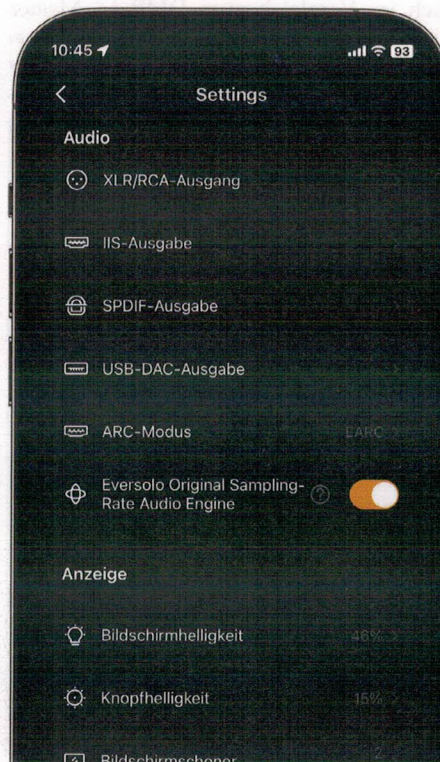 10:45
93
Settings
Audio
XLR/RCA-Ausgang
IIS-Ausgabe
SPDIF-Ausgabe
USB-DAC-Ausgabe
ARC-Modus EARC
Eversolo Original Sampling-
Rate Audio Engine ?
Anzeige
Bildschirmhelligkeit 46%
Knopfhelligkeit 15%
Bildschirmschoner